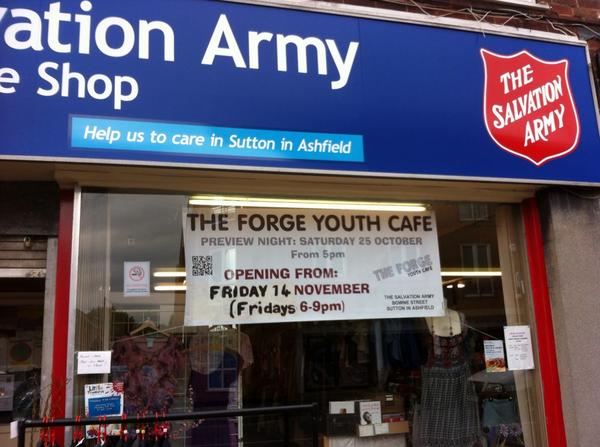 vation Army
e Shop
Help us to care in Sutton in Ashfield
THE
SALVATION
ARMY
THE FORGE YOUTH CAFE
PREVIEW NIGHT: SATURDAY 25 OCTOBER
From 5pm
OPENING FROM:
FRIDAY 14 NOVEMBER
(Fridays 6-9pm)
THE FORGE
YOUTH CAFE
THE SALVATION ARMY
BOWNE STREET
SUTTON IN ASHFIELD